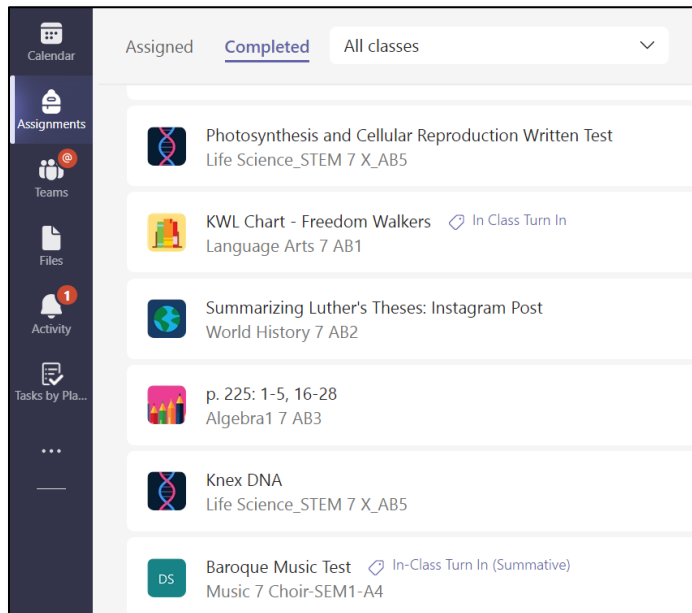 Calendar
Assignments
@
Teams
Files
1
Activity
Tasks by Pla...
Assigned Completed All classes
Photosynthesis and Cellular Reproduction Written Test
Life Science_STEM 7 X_AB5
KWL Chart - Freedom Walkers In Class Turn In
Language Arts 7 AB1
Summarizing Luther's Theses: Instagram Post
World History 7 AB2
p. 225: 1-5, 16-28
Algebra1 7 AB3
Knex DNA
Life Science_STEM 7 X_AB5
DS
Baroque Music Test In-Class Turn In (Summative)
Music 7 Choir-SEM1-A4